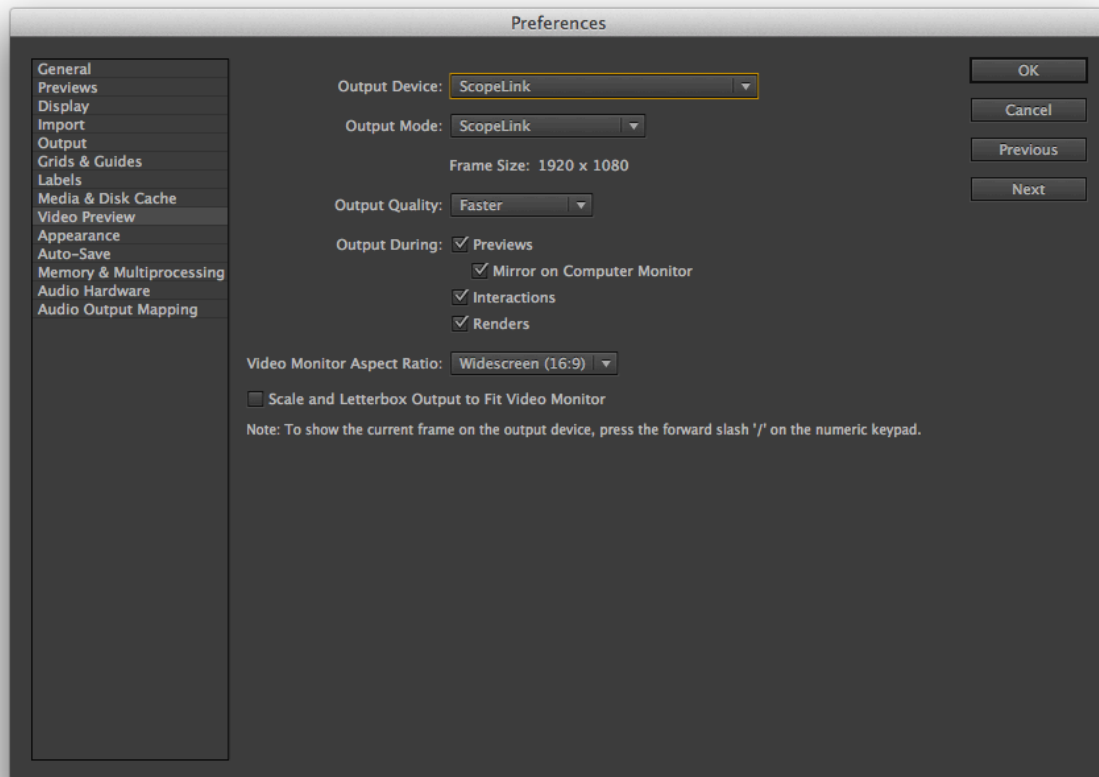 Preferences
General
Previews
Display
Import
Output
Grids & Guides
Labels
Media & Disk Cache
Video Preview
Appearance
Auto-Save
Memory & Multiprocessing
Audio Hardware
Audio Output Mapping
Output Device: ScopeLink
Output Mode: ScopeLink
Frame Size: 1920 x 1080
Output Quality: Faster
Output During: Previews
Mirror on Computer Monitor
Interactions
Renders
Video Monitor Aspect Ratio: Widescreen (16:9)
Scale and Letterbox Output to Fit Video Monitor
Note: To show the current frame on the output device, press the forward slash '/' on the numeric keypad.
OK
Cancel
Previous
Next